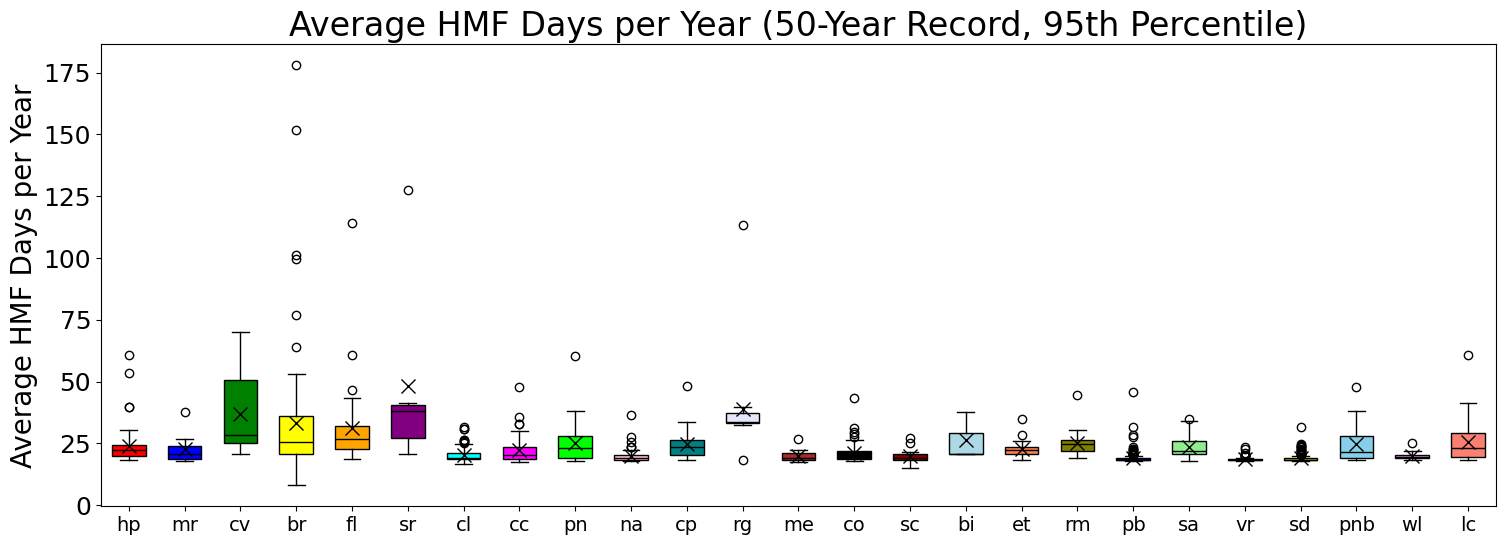 Average HMF Days per Year (50-Year Record, 95th Percentile)
Average HMF Days per Year
175
150
125
100
75
50
25
0
hp mr cv br fl sr cl cc pn na cp rg me co sc bi et rm pb sa vr sd pnb wl lc